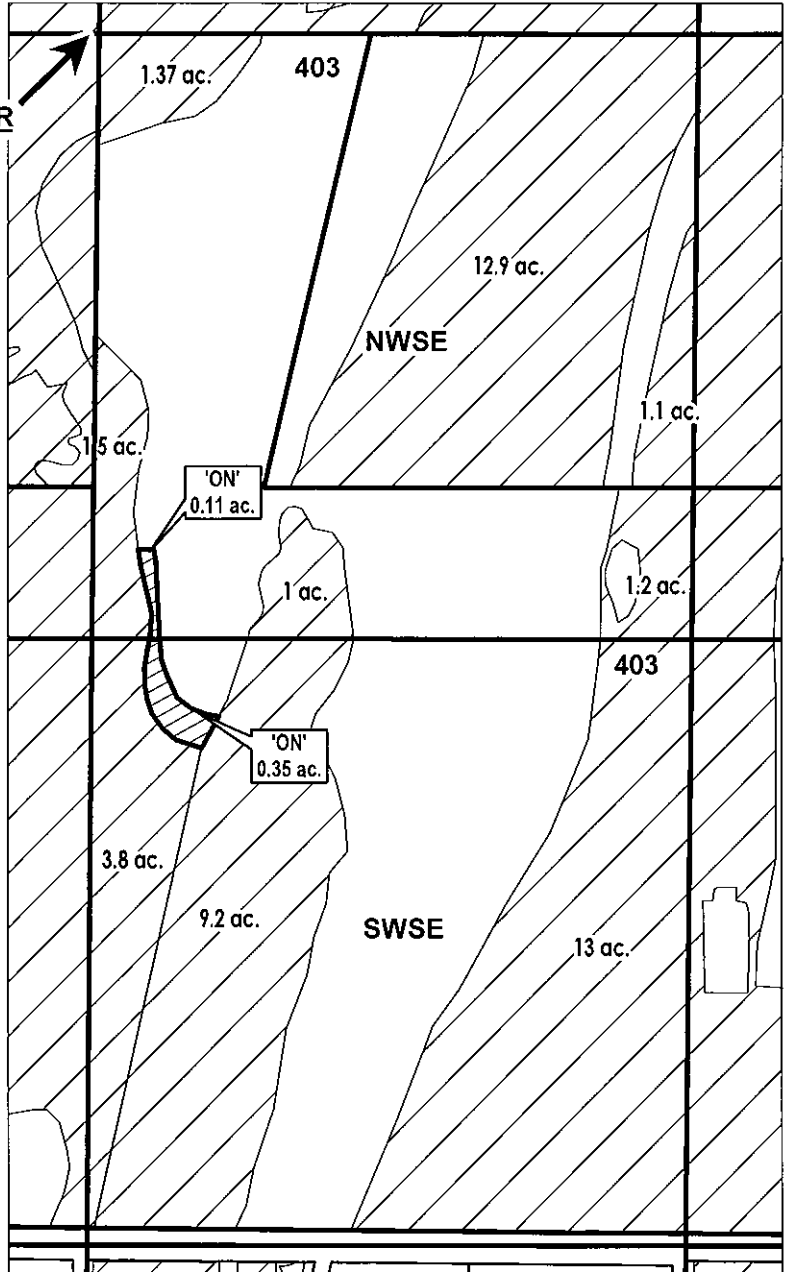 1.37 ac.
403
R
12.9 ac.
NWSE
1.1 ac.
1.5 ac.
'ON'
0.11 ac.
1 ac.
1.2 ac.
403
'ON'
0.35 ac.
3.8 ac.
9.2 ac.
SWSE
13 ac.